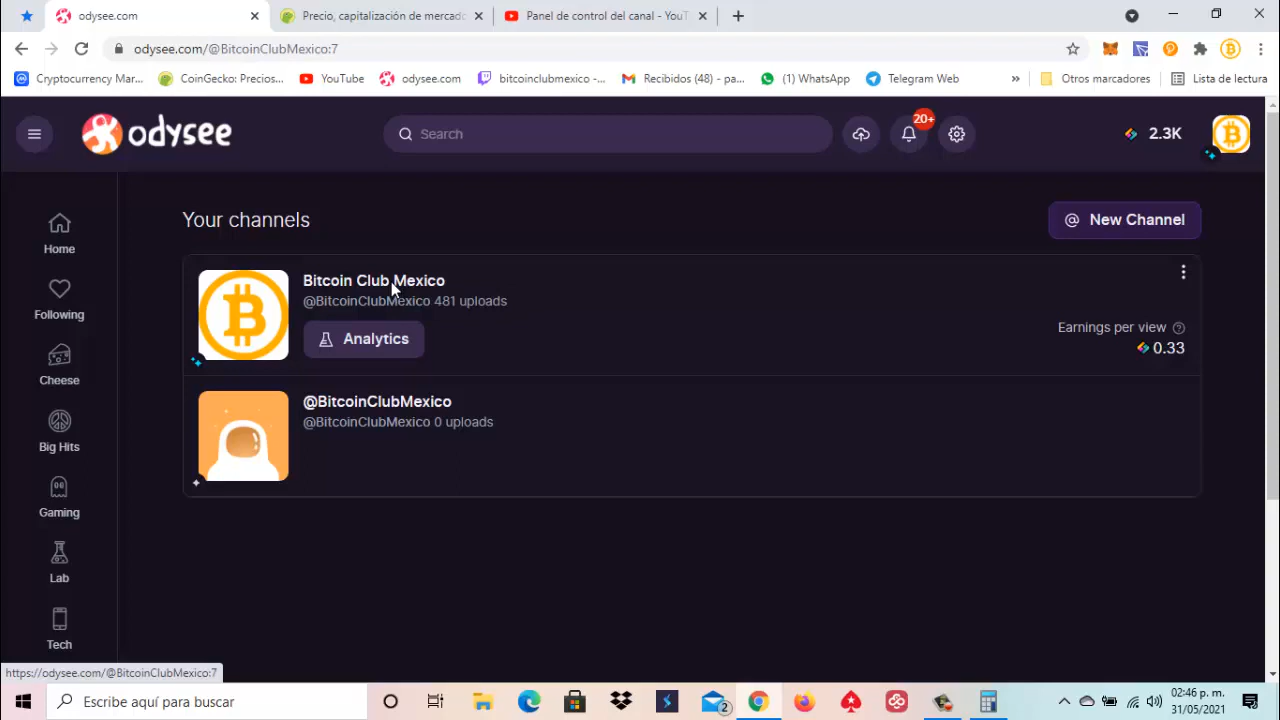 odysee.com
Precio, capitalización de mercado
Panel de control del canal - YouT
odysee.com/@BitcoinClubMexico:7
Cryptocurrency Mar...
CoinGecko: Precios...
YouTube
odysee.com
bitcoinclubmexico -...
Recibidos (48) - pa...
(1) WhatsApp
Telegram Web
»
Otros marcadores
Lista de lectura
odysee
Search
20+
2.3K
Your channels
@ New Channel
Home
Following
Cheese
Big Hits
Gaming
Lab
Tech
Bitcoin Club Mexico
@BitcoinClubMexico 481 uploads
Analytics
Earnings per view
0.33
@BitcoinClubMexico
@BitcoinClubMexico 0 uploads
https://odysee.com/@BitcoinClubMexico:7
Escribe aquí para buscar
2
02:46 p. m.
31/05/2021